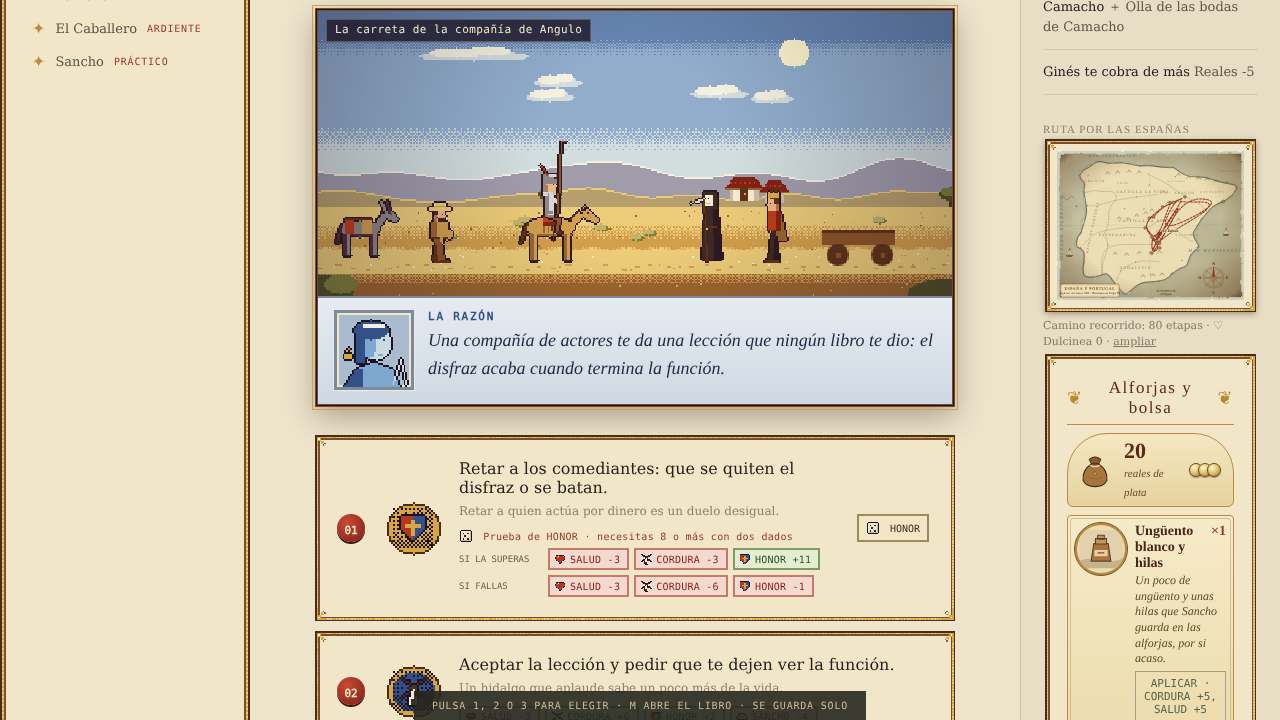 El Caballero ARDIENTE
Sancho PRÁCTICO
La carreta de la compañía de Angulo
LA RAZÓN
Una compañía de actores te da una lección que ningún libro te dio: el
disfraz acaba cuando termina la función.
01
Retar a los comediantes: que se quiten el
disfraz o se batan.
Retar a quien actúa por dinero es un duelo desigual.
Prueba de HONOR · necesitas 8 o más con dos dados
SI LA SUPERAS SALUD -3 CORDURA -3 HONOR +11
SI FALLAS SALUD -3 CORDURA -6 HONOR -1
HONOR
02
Aceptar la lección y pedir que te dejen ver la función.
Un hidalgo que aplaude sabe un poco más de la vida.
PULSA 1, 2 O 3 PARA ELEGIR · M ABRE EL LIBRO · SE GUARDA SOLO
Camacho + Olla de las bodas
de Camacho
Ginés te cobra de más Reales -5
RUTA POR LAS ESPAÑAS
ESPAÑA Y PORTUGAL
Camino recorrido: 80 etapas · ♡
Dulcinea 0 · ampliar
Alforjas y
bolsa
20
reales de
plata
Ungüento ×1
blanco y
hilas
Un poco de
ungüento y unas
hilas que Sancho
guarda en las
alforjas, por si
acaso.
APLICAR ·
CORDURA +5,
SALUD +5